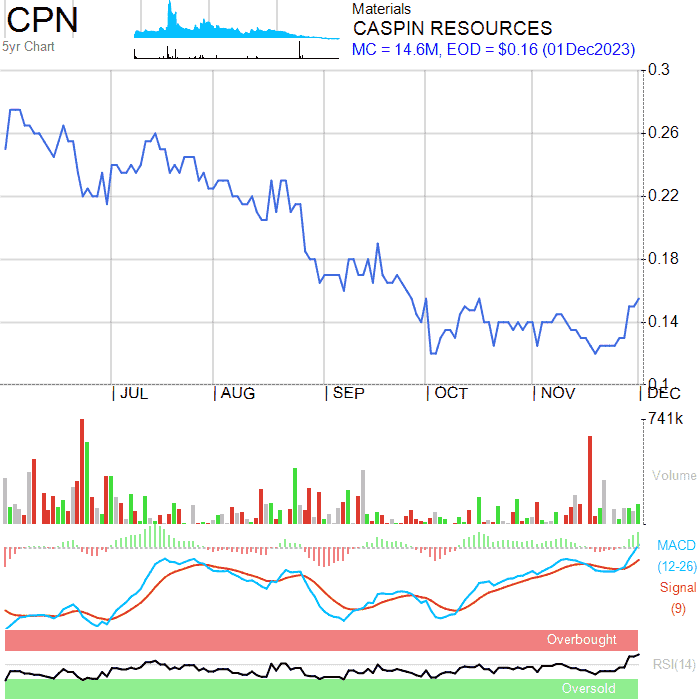 CPN
5yr Chart
Materials
CASPIN RESOURCES
MC = 14.6M, EOD = $0.16 (01Dec2023)
0.3
0.26
0.22
0.18
0.14
0.1
JUL
AUG
SEP
OCT
NOV
DEC
741k
Volume
MACD
(12-26)
Signal
(9)
Overbought
RSI(14)
Oversold